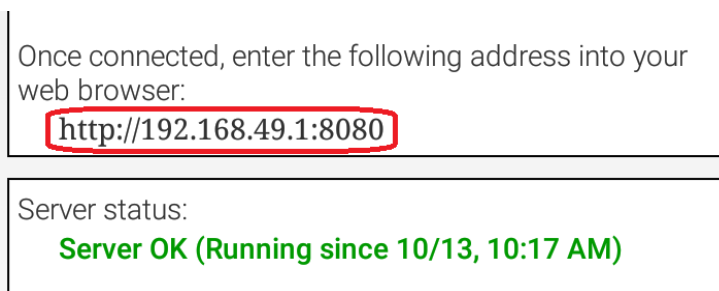 Once connected, enter the following address into your
web browser:
http://192.168.49.1:8080
Server status:
Server OK (Running since 10/13, 10:17 AM)